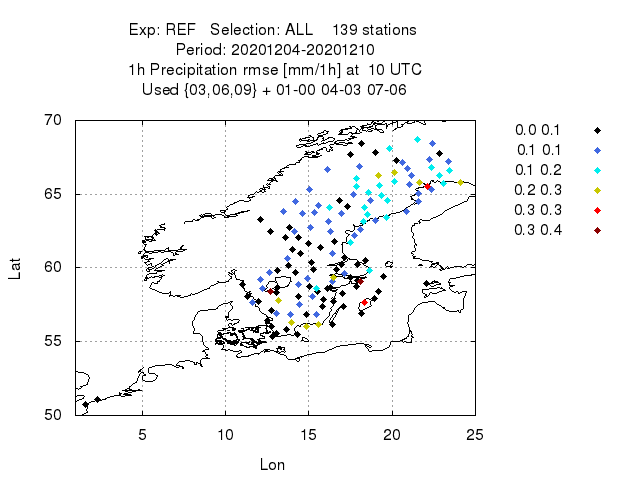 Exp: REF Selection: ALL 139 stations
Period: 20201204-20201210
1h Precipitation rmse [mm/1h] at 10 UTC
Used {03,06,09} + 01-00 04-03 07-06
70
65
60
55
50
Lat
5 10 15 20 25
Lon
0.0 0.1
0.1 0.1
0.1 0.2
0.2 0.3
0.3 0.3
0.3 0.4